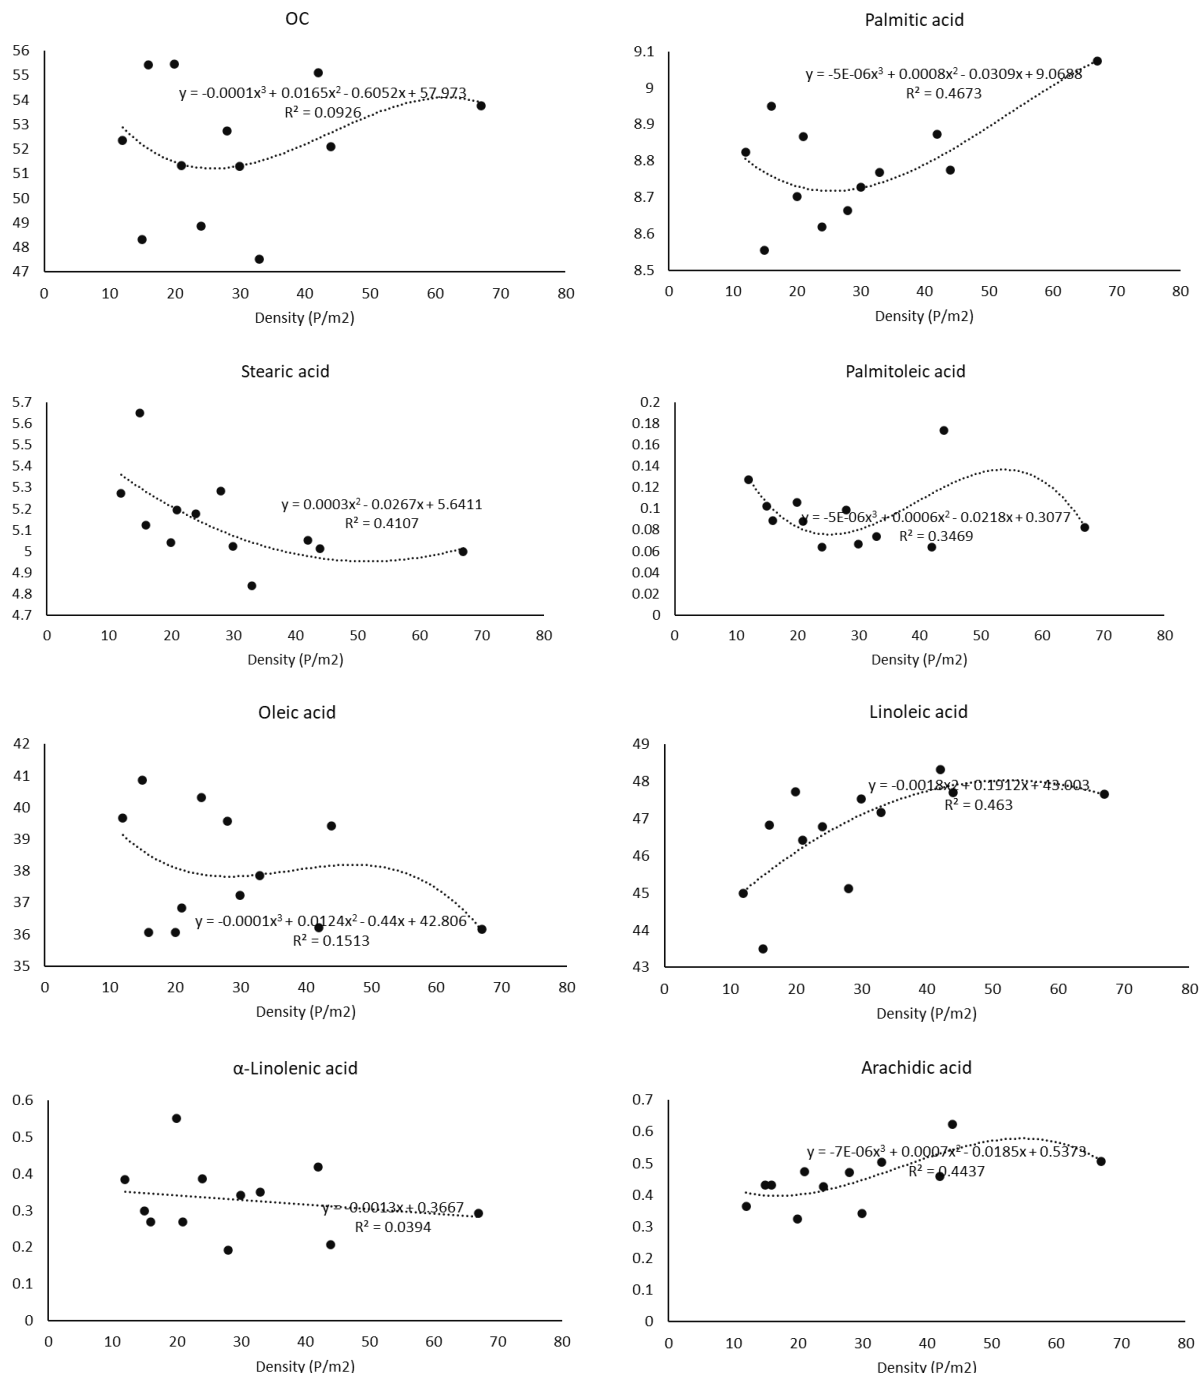 OC
56
55
54
53
52
51
50
49
48
47
y = -0.0001x³ + 0.0165x² - 0.6052x + 57.973
R² = 0.0926
0 10 20 30 40 50 60 70 80
Density (P/m2)
Palmitic acid
9.1
9
8.9
8.8
8.7
8.6
8.5
y = -5E-06x³ + 0.0008x² - 0.0309x + 9.0688
R² = 0.4673
0 10 20 30 40 50 60 70 80
Density (P/m2)
Stearic acid
5.7
5.6
5.5
5.4
5.3
5.2
5.1
5
4.9
4.8
4.7
y = 0.0003x² - 0.0267x + 5.6411
R² = 0.4107
0 10 20 30 40 50 60 70 80
Density (P/m2)
Palmitoleic acid
0.2
0.18
0.16
0.14
0.12
0.1
0.08
0.06
0.04
0.02
0
y = -5E-06x³ + 0.0006x² - 0.0218x + 0.3077
R² = 0.3469
0 10 20 30 40 50 60 70 80
Density (P/m2)
Oleic acid
42
41
40
39
38
37
36
35
y = -0.0001x³ + 0.0124x² - 0.44x + 42.806
R² = 0.1513
0 10 20 30 40 50 60 70 80
Density (P/m2)
Linoleic acid
49
48
47
46
45
44
43
y = -0.0018x2 + 0.1912x + 43.003
R² = 0.463
0 10 20 30 40 50 60 70 80
Density (P/m2)
α-Linolenic acid
0.6
0.5
0.4
0.3
0.2
0.1
0
y = -0.0013x + 0.3667
R² = 0.0394
0 10 20 30 40 50 60 70 80
Density (P/m2)
Arachidic acid
0.7
0.6
0.5
0.4
0.3
0.2
0.1
0
y = -7E-06x³ + 0.0007x² - 0.0185x + 0.5373
R² = 0.4437
0 10 20 30 40 50 60 70 80
Density (P/m2)